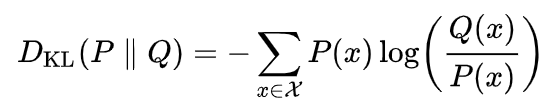 D_KL(P ∥ Q) = − ∑_{x∈𝒳} P(x) log(Q(x)/P(x))